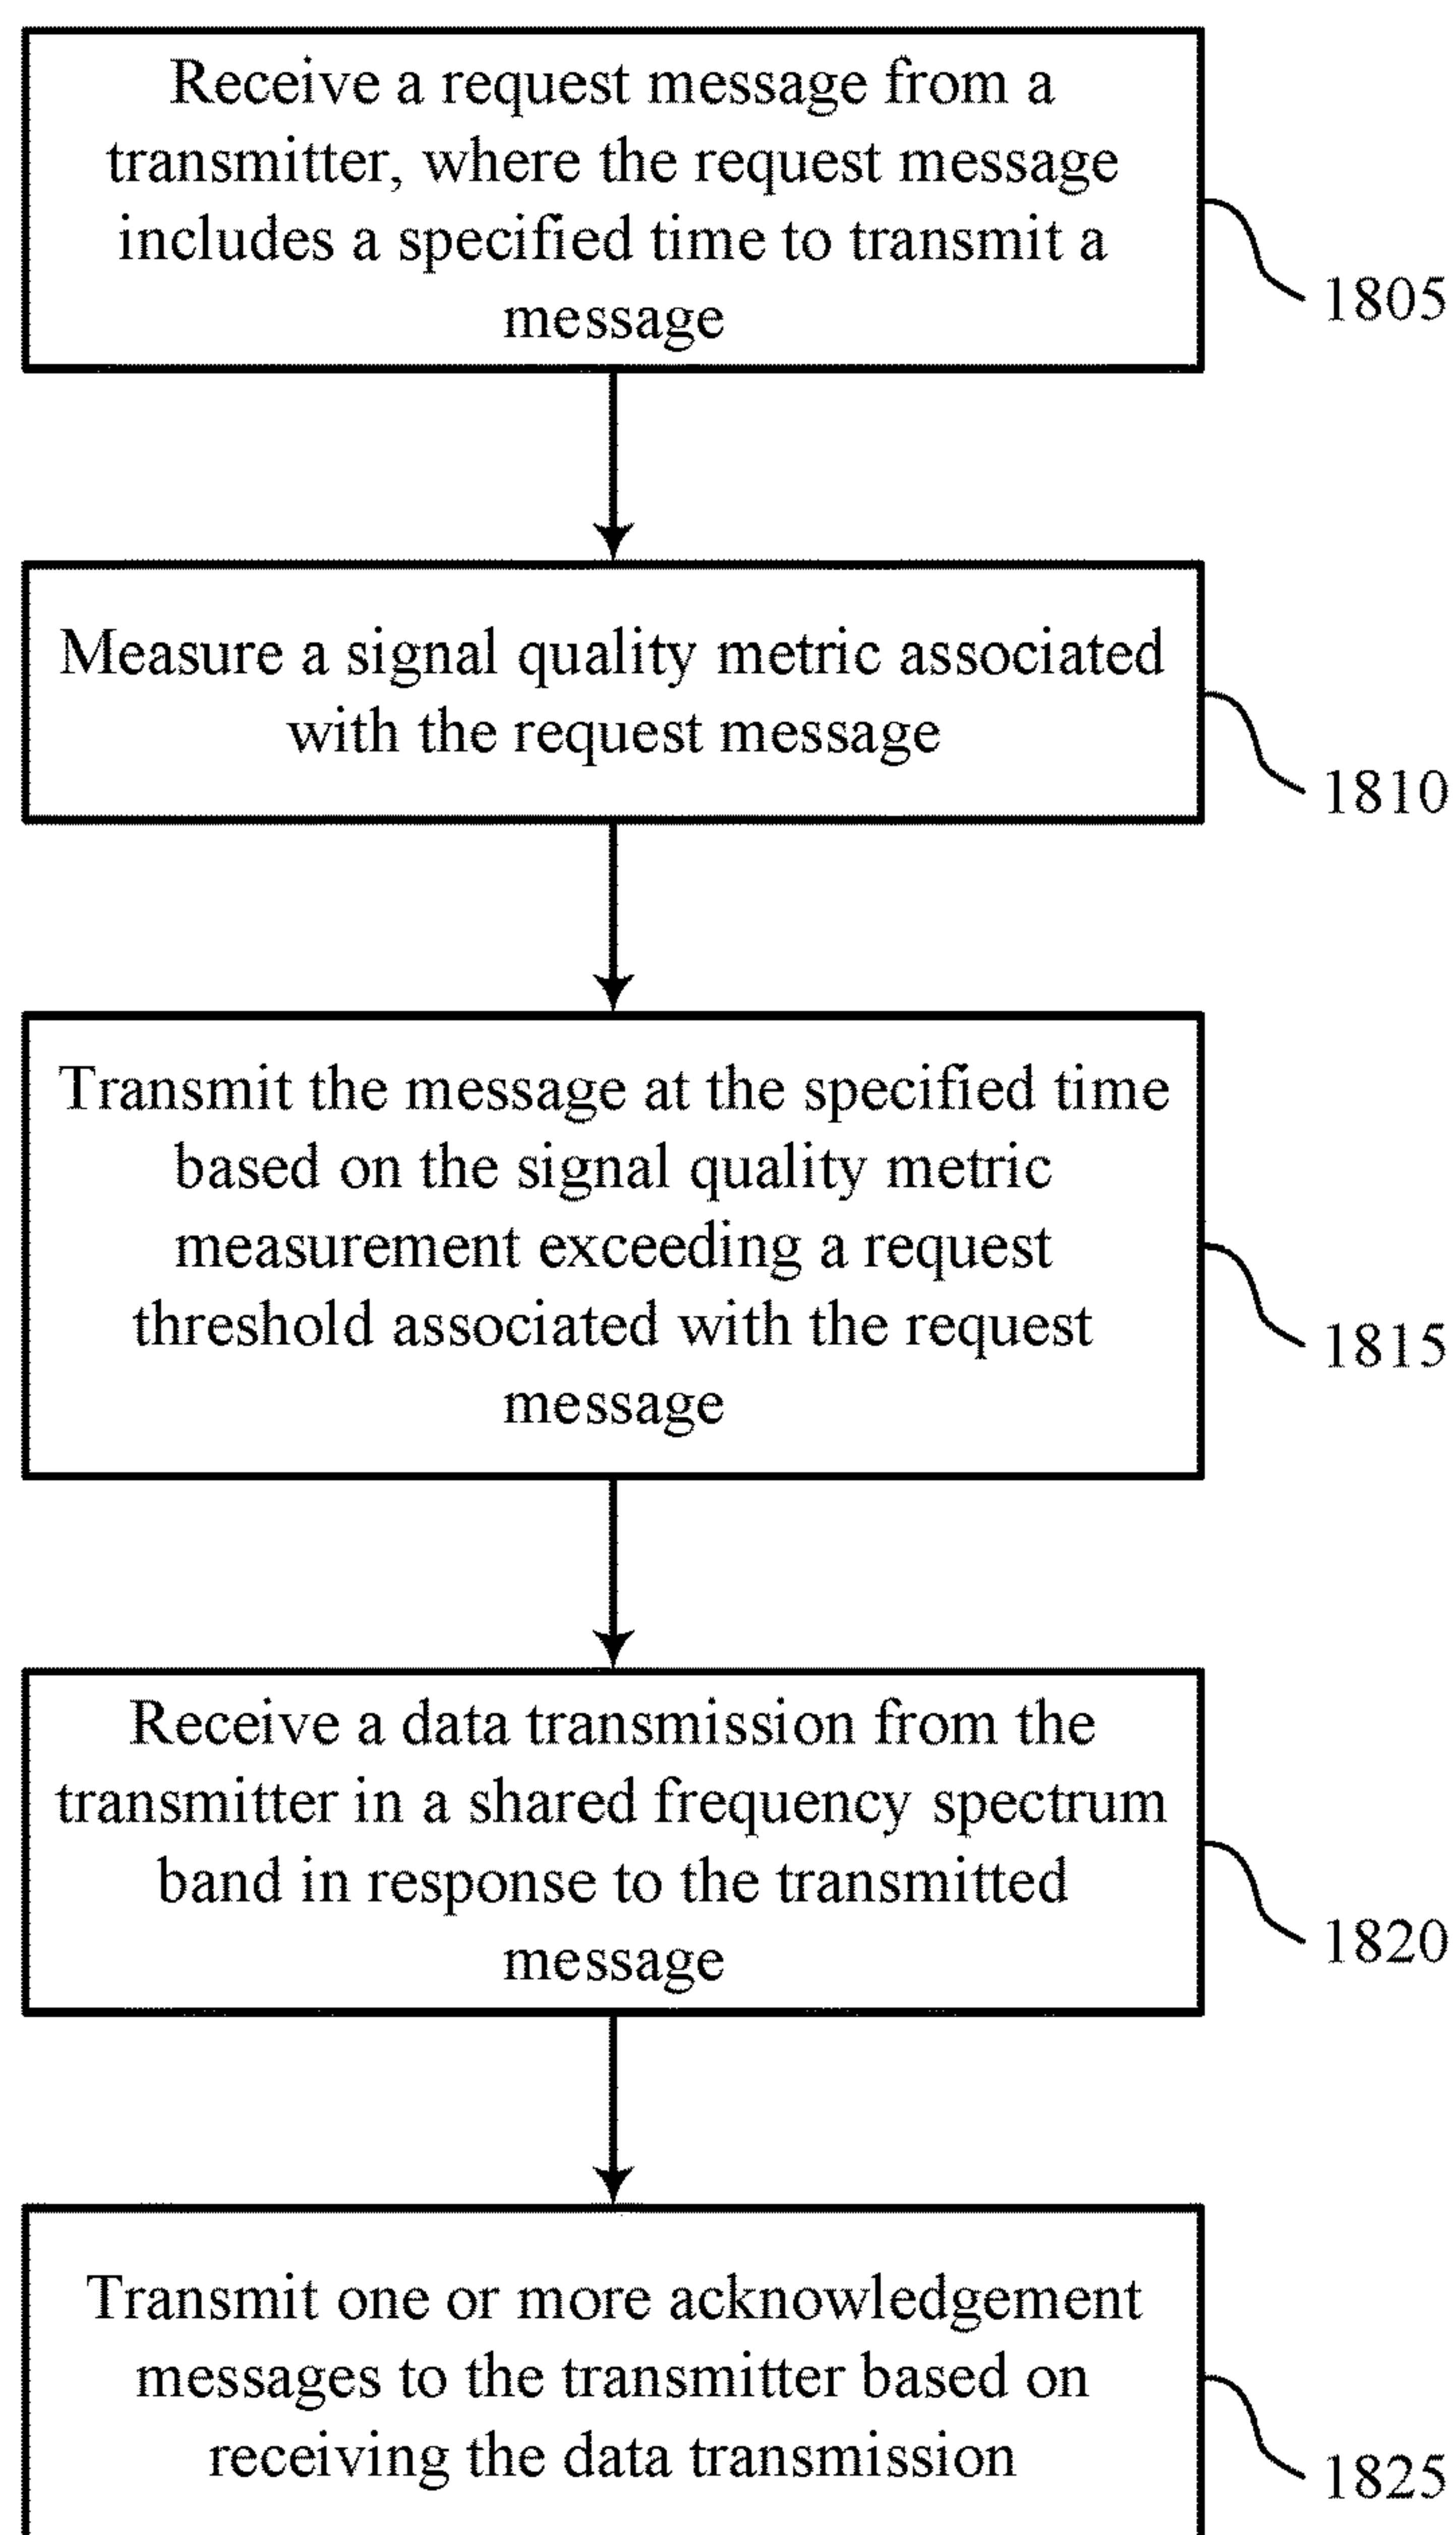 Receive a request message from a
transmitter, where the request message
includes a specified time to transmit a
message
1805
Measure a signal quality metric associated
with the request message
1810
Transmit the message at the specified time
based on the signal quality metric
measurement exceeding a request
threshold associated with the request
message
1815
Receive a data transmission from the
transmitter in a shared frequency spectrum
band in response to the transmitted
message
1820
Transmit one or more acknowledgement
messages to the transmitter based on
receiving the data transmission
1825